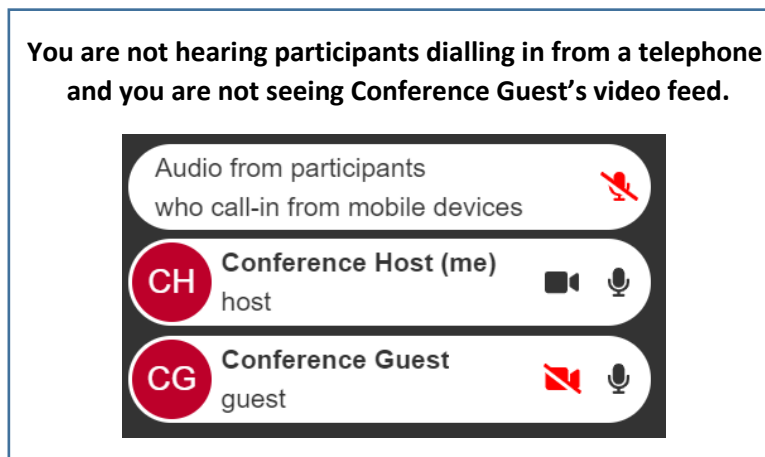 You are not hearing participants dialling in from a telephone
and you are not seeing Conference Guest’s video feed.
Audio from participants
who call-in from mobile devices
CH
Conference Host (me)
host
CG
Conference Guest
guest